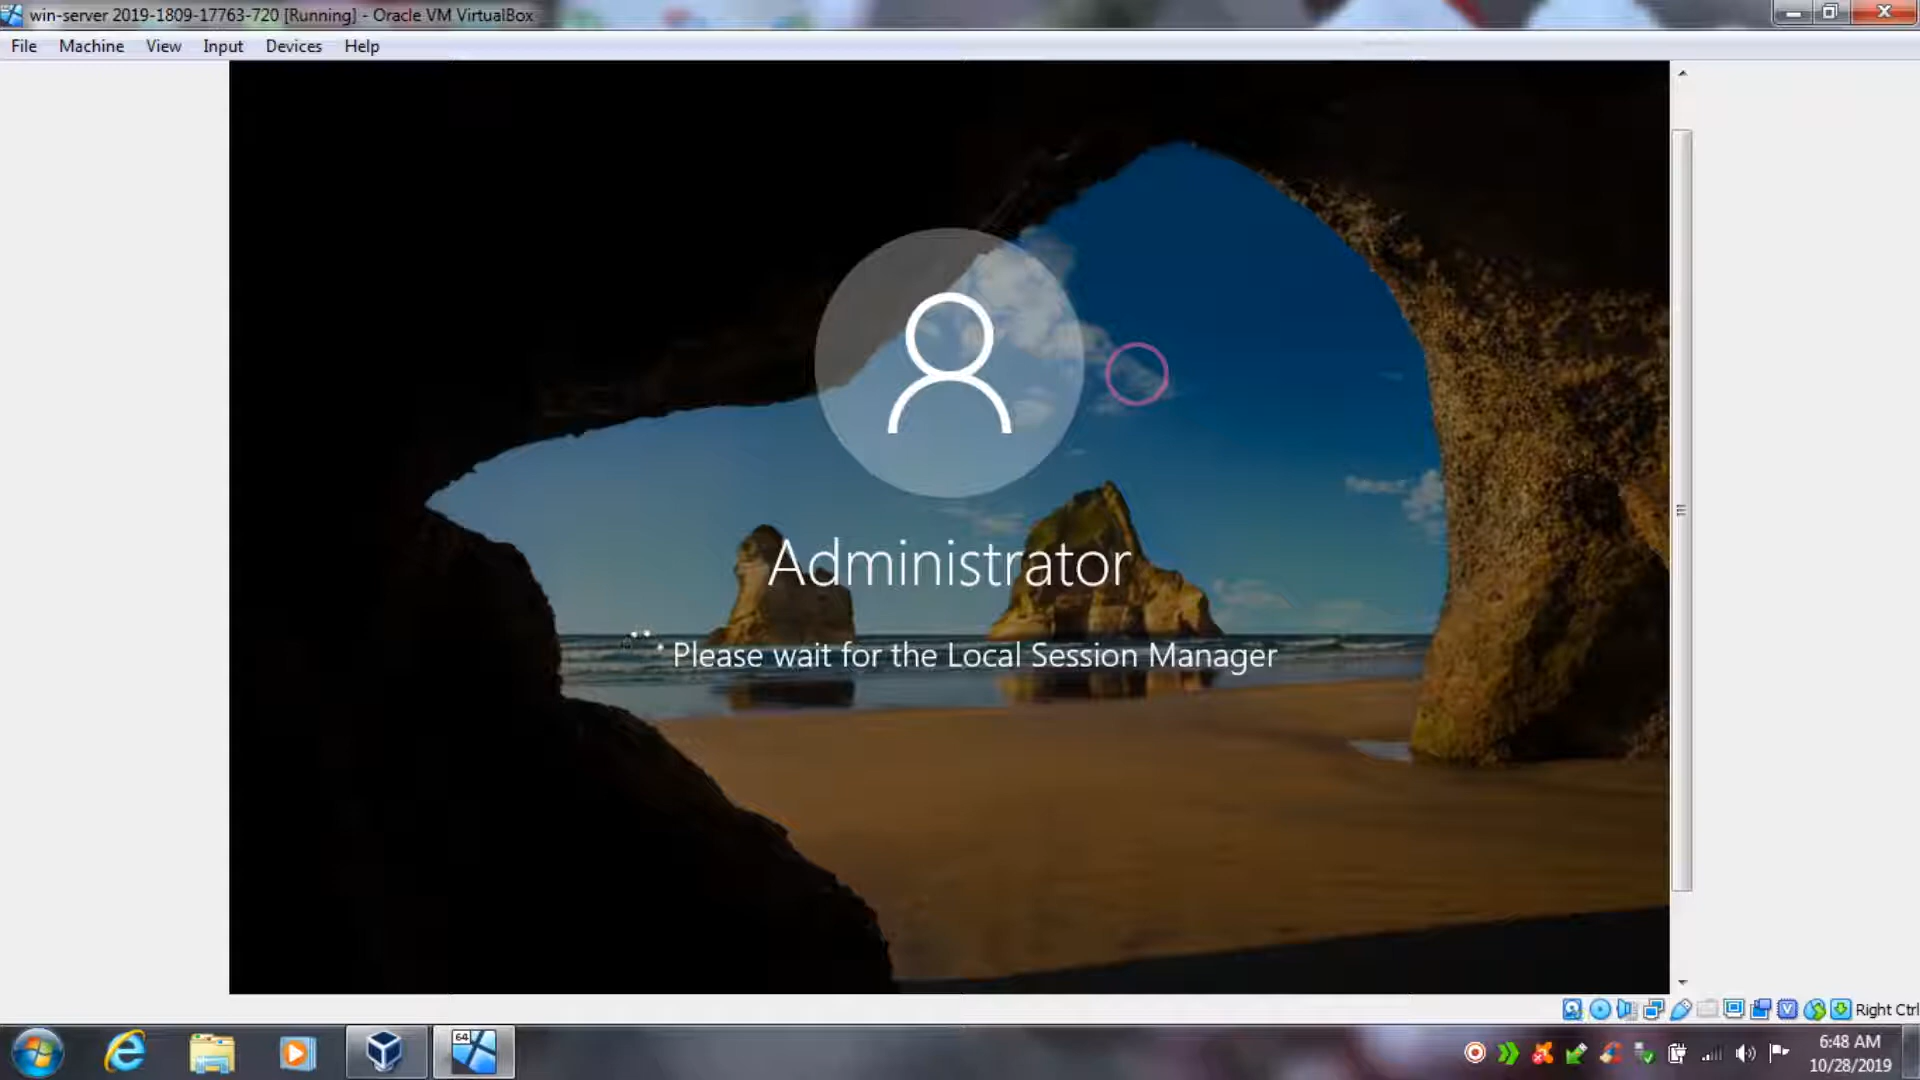 win-server 2019-1809-17763-720 [Running] - Oracle VM VirtualBox
File Machine View Input Devices Help
Administrator
Please wait for the Local Session Manager
Right Ctrl
64
6:48 AM
10/28/2019